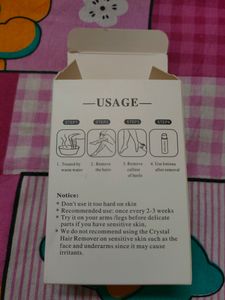 —USAGE—
STEP1 STEP2 STEP3 STEP4
1. Heated by
warm water
2. Remove
the hairs
3. Remove
callus
of heels
4. Use lotions
after removal
Notice:
* Don't use it too hard on skin
* Recommended use: once every 2-3 weeks
* Try it on your arms /legs before delicate
parts if you have sensitive skin.
* We do not recommend using the Crystal
Hair Remover on sensitive skin such as the
face and underarms since it may cause
irritants.